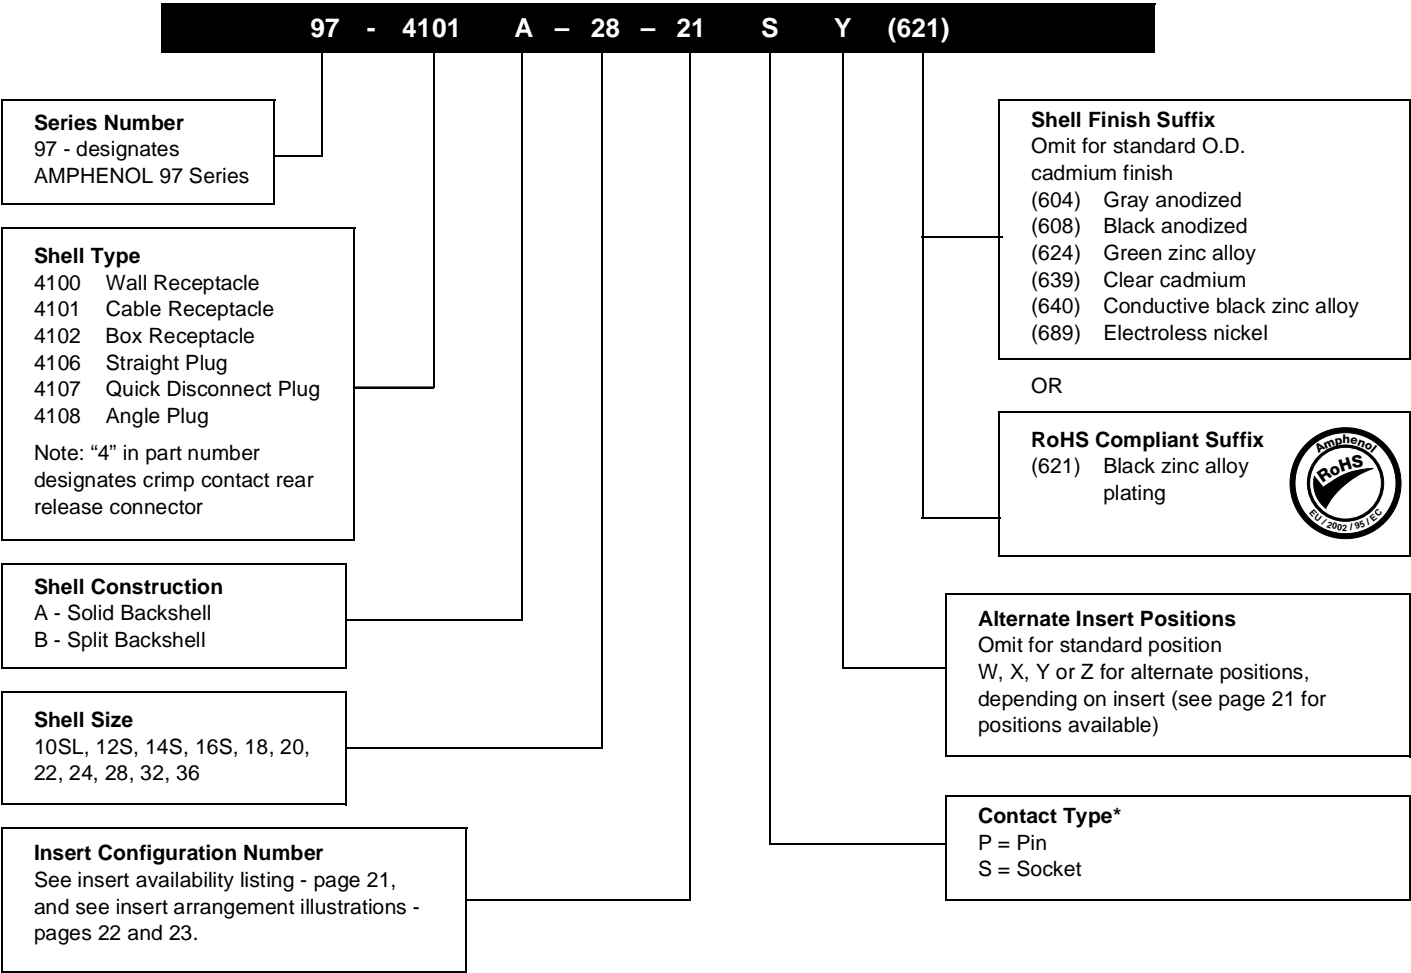 97 - 4101 A – 28 – 21 S Y (621)
Series Number
97 - designates
AMPHENOL 97 Series
Shell Type
4100 Wall Receptacle
4101 Cable Receptacle
4102 Box Receptacle
4106 Straight Plug
4107 Quick Disconnect Plug
4108 Angle Plug
Note: “4” in part number
designates crimp contact rear
release connector
Shell Construction
A - Solid Backshell
B - Split Backshell
Shell Size
10SL, 12S, 14S, 16S, 18, 20,
22, 24, 28, 32, 36
Insert Configuration Number
See insert availability listing - page 21,
and see insert arrangement illustrations -
pages 22 and 23.
Shell Finish Suffix
Omit for standard O.D.
cadmium finish
(604) Gray anodized
(608) Black anodized
(624) Green zinc alloy
(639) Clear cadmium
(640) Conductive black zinc alloy
(689) Electroless nickel
OR
RoHS Compliant Suffix
(621) Black zinc alloy
plating
Amphenol
RoHS
EU / 2002 / 95 / EC
Alternate Insert Positions
Omit for standard position
W, X, Y or Z for alternate positions,
depending on insert (see page 21 for
positions available)
Contact Type*
P = Pin
S = Socket